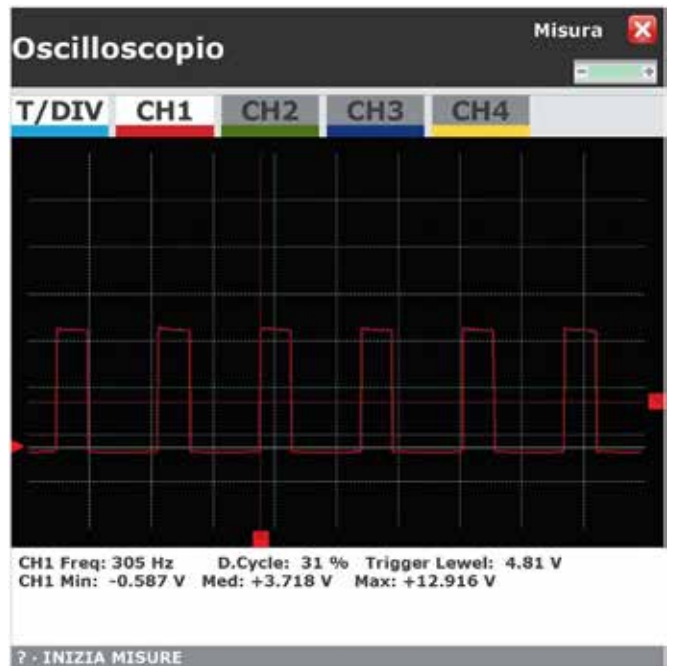 Misura
Oscilloscopio
- +
T/DIV CH1 CH2 CH3 CH4
CH1 Freq: 305 Hz D.Cycle: 31 % Trigger Lewel: 4.81 V
CH1 Min: -0.587 V Med: +3.718 V Max: +12.916 V
? - INIZIA MISURE